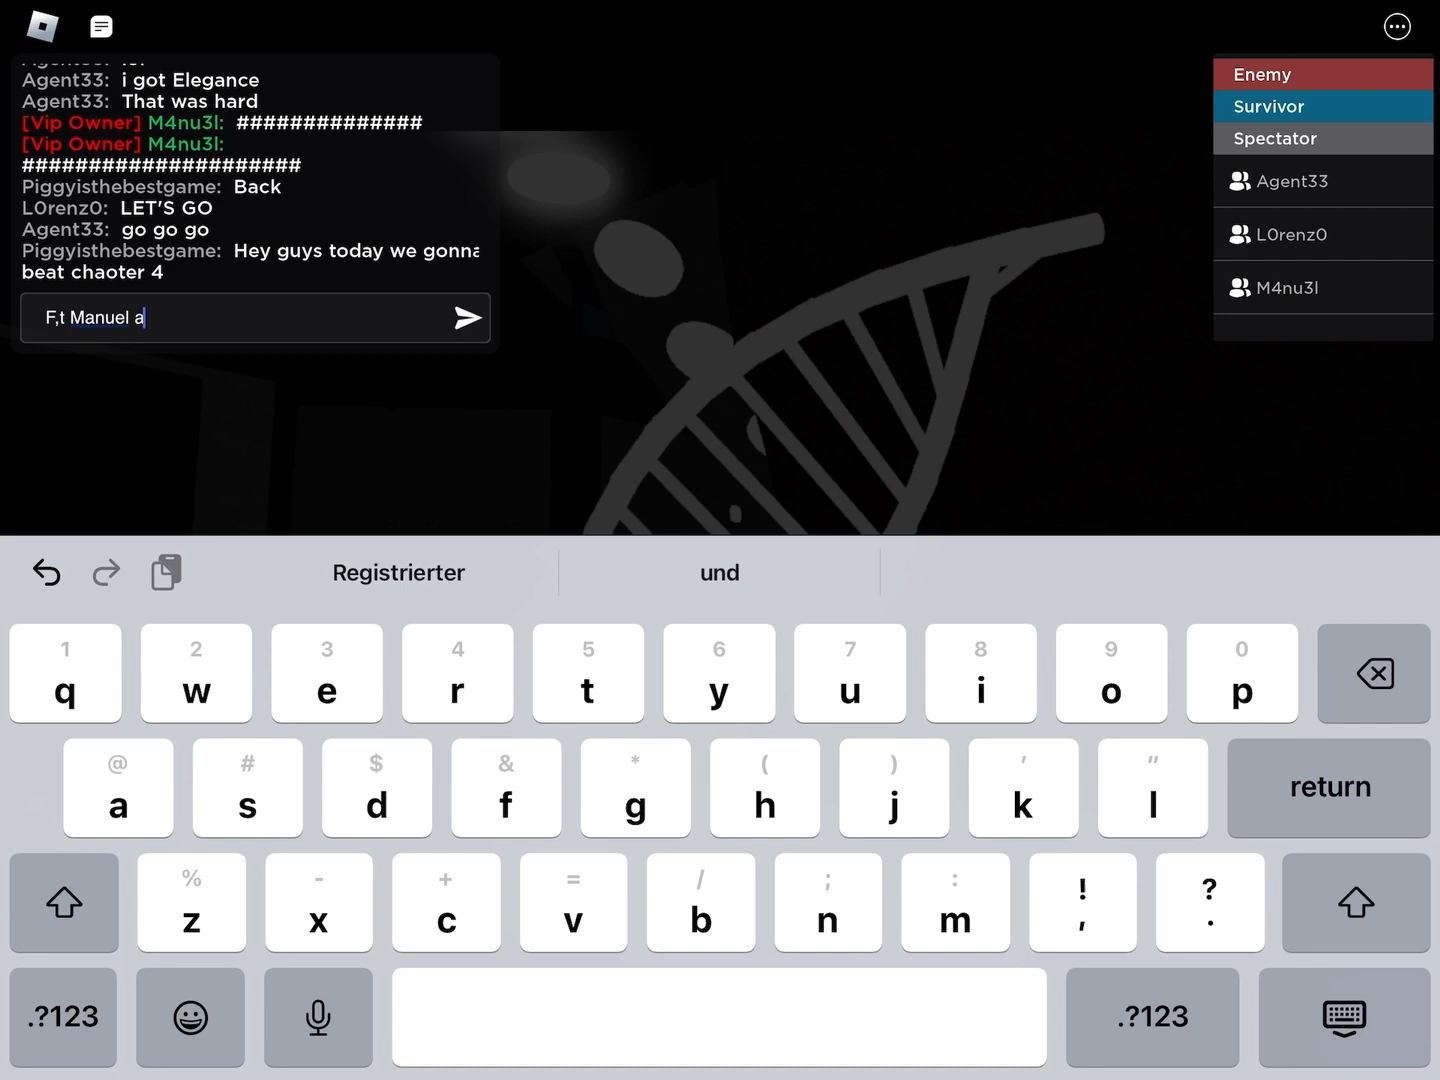 Agent33: i got Elegance
Agent33: That was hard
[Vip Owner] M4nu3l: ##############
[Vip Owner] M4nu3l:
#####################
Piggyisthebestgame: Back
L0renz0: LET'S GO
Agent33: go go go
Piggyisthebestgame: Hey guys today we gonna
beat chaoter 4
F,t Manuel a
Enemy
Survivor
Spectator
Agent33
L0renz0
M4nu3l
Registrierter und
1 2 3 4 5 6 7 8 9 0
q w e r t y u i o p
@ # $ & * ( ) ' "
a s d f g h j k l return
% - + = / ; : ! ?
z x c v b n m , .
.?123 .?123